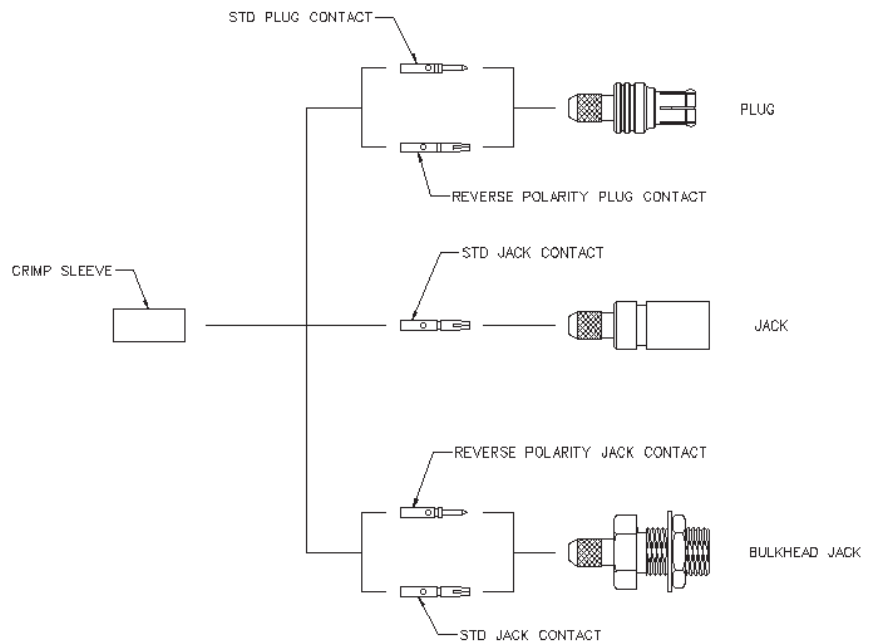 STD PLUG CONTACT
PLUG
REVERSE POLARITY PLUG CONTACT
STD JACK CONTACT
CRIMP SLEEVE
JACK
REVERSE POLARITY JACK CONTACT
BULKHEAD JACK
STD JACK CONTACT